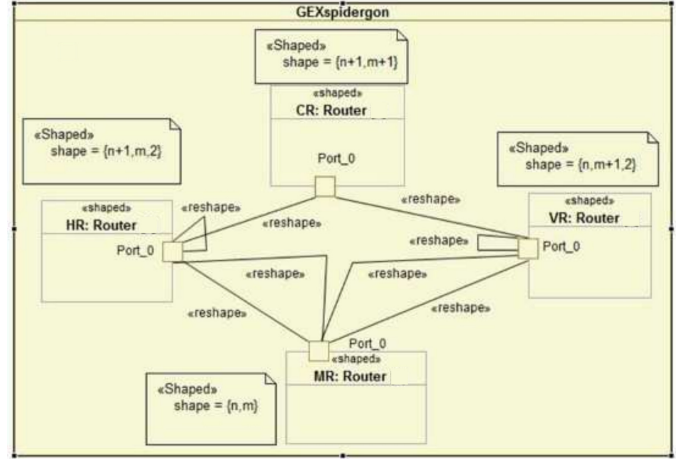 GEXspidergon
«Shaped»
shape = {n+1,m+1}
«shaped»
CR: Router
Port_0
«Shaped»
shape = {n+1,m,2}
«Shaped»
shape = {n,m+1,2}
«shaped»
HR: Router
Port_0
«reshape»
«reshape»
«reshape»
«reshape»
«shaped»
VR: Router
Port_0
«reshape»
«reshape»
«reshape»
«reshape»
Port_0
«shaped»
MR: Router
«Shaped»
shape = {n,m}